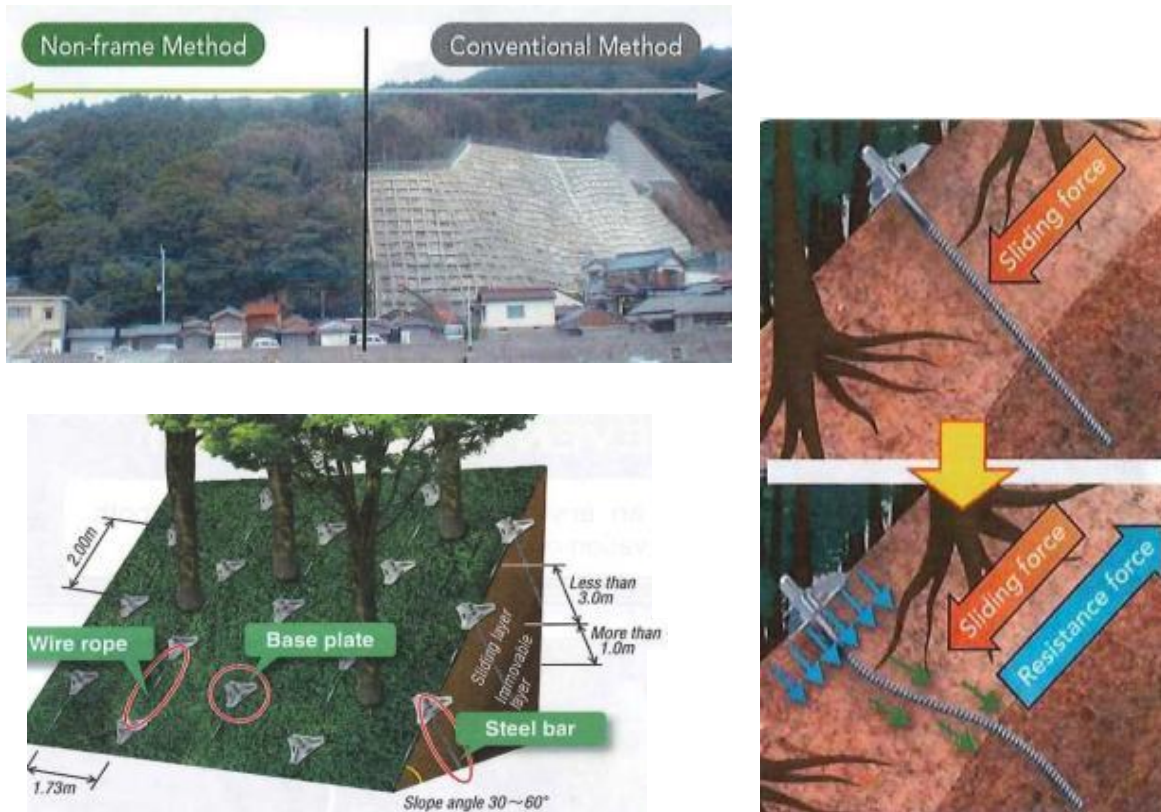 Non-frame Method
Conventional Method
Sliding force
2.00m
Less than
3.0m
More than
1.0m
Wire rope
Base plate
Sliding layer
Immovable
layer
Steel bar
1.73m
Slope angle 30～60°
Sliding force
Resistance force